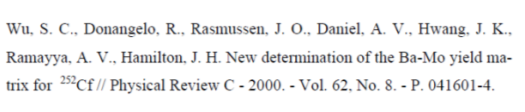 Wu, S. C., Donangelo, R., Rasmussen, J. O., Daniel, A. V., Hwang, J. K.,
Ramayya, A. V., Hamilton, J. H. New determination of the Ba-Mo yield ma-
trix for ²⁵²Cf // Physical Review C - 2000. - Vol. 62, No. 8. - P. 041601-4.